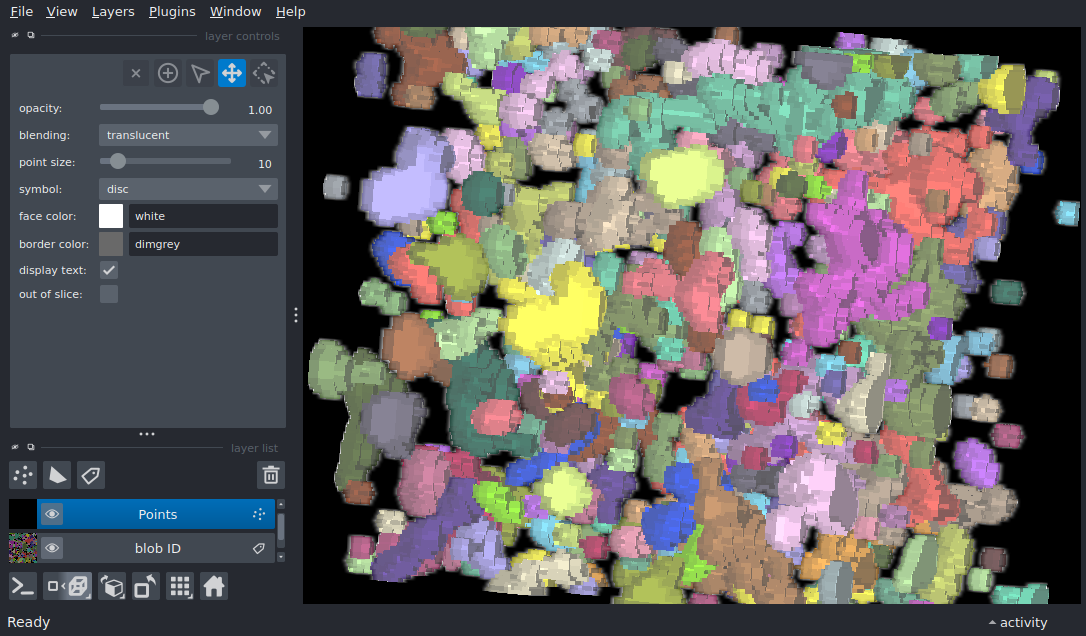 File View Layers Plugins Window Help
layer controls
opacity: 1.00
blending: translucent
point size: 10
symbol: disc
face color: white
border color: dimgrey
display text:
out of slice:
layer list
Points
blob ID
Ready
activity